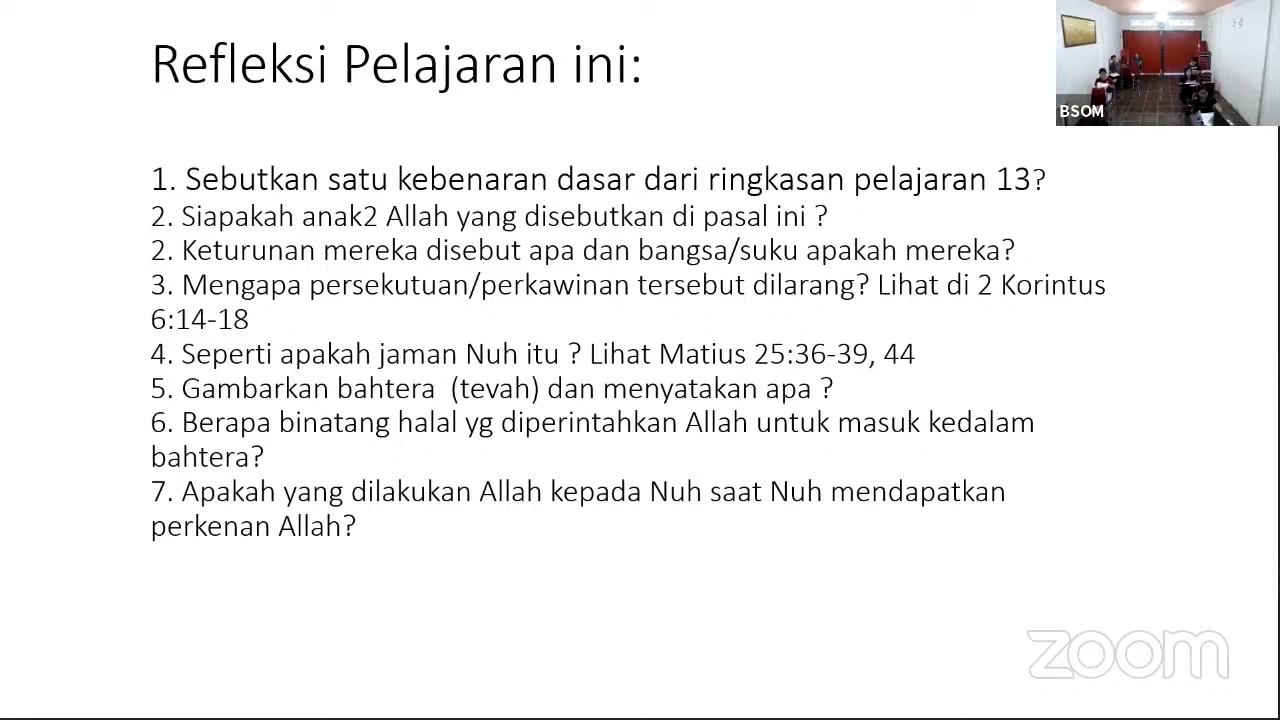 Refleksi Pelajaran ini:
BSOM
1. Sebutkan satu kebenaran dasar dari ringkasan pelajaran 13?
2. Siapakah anak2 Allah yang disebutkan di pasal ini ?
2. Keturunan mereka disebut apa dan bangsa/suku apakah mereka?
3. Mengapa persekutuan/perkawinan tersebut dilarang? Lihat di 2 Korintus
6:14-18
4. Seperti apakah jaman Nuh itu ? Lihat Matius 25:36-39, 44
5. Gambarkan bahtera (tevah) dan menyatakan apa ?
6. Berapa binatang halal yg diperintahkan Allah untuk masuk kedalam
bahtera?
7. Apakah yang dilakukan Allah kepada Nuh saat Nuh mendapatkan
perkenan Allah?
zoom